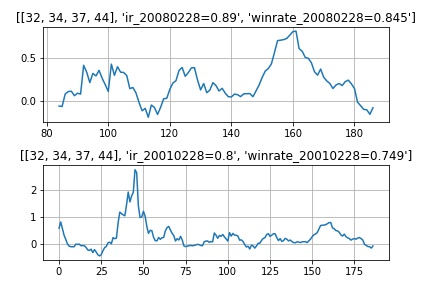 [[32, 34, 37, 44], 'ir_20080228=0.89', 'winrate_20080228=0.845']
0.5
0.0
80 100 120 140 160 180
[[32, 34, 37, 44], 'ir_20010228=0.8', 'winrate_20010228=0.749']
2
1
0
0 25 50 75 100 125 150 175